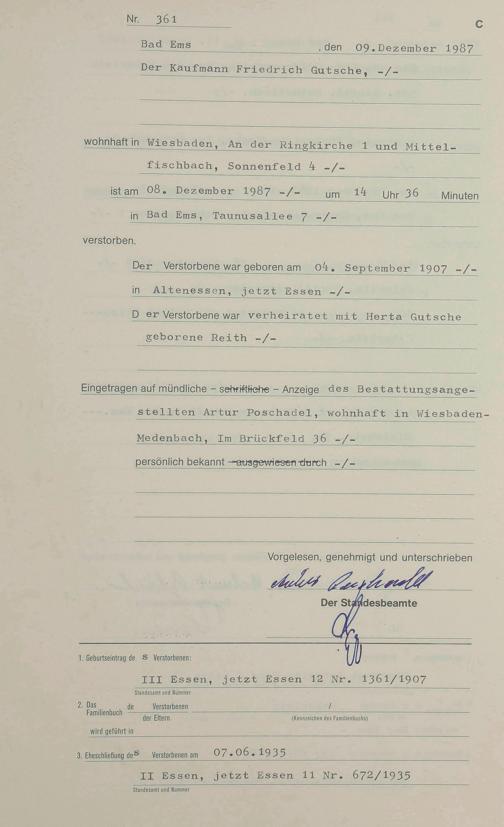 Nr. 361
C
Bad Ems , den 09.Dezember 1987
Der Kaufmann Friedrich Gutsche, -/-
wohnhaft in Wiesbaden, An der Ringkirche 1 und Mittel-
fischbach, Sonnenfeld 4 -/-
ist am 08. Dezember 1987 -/- um 14 Uhr 36 Minuten
in Bad Ems, Taunusallee 7 -/-
verstorben.
Der Verstorbene war geboren am 04. September 1907 -/-
in Altenessen, jetzt Essen -/-
D er Verstorbene war verheiratet mit Herta Gutsche
geborene Reith -/-
Eingetragen auf mündliche – schriftliche – Anzeige des Bestattungsange-
stellten Artur Poschadel, wohnhaft in Wiesbaden-
Medenbach, Im Brückfeld 36 -/-
persönlich bekannt – ausgewiesen durch -/-
Vorgelesen, genehmigt und unterschrieben
Der Standesbeamte
1. Geburtseintrag de s Verstorbenen:
III Essen, jetzt Essen 12 Nr. 1361/1907
Standesamt und Nummer
2. Das Familienbuch de Verstorbenen /
der Eltern (Kennzeichen des Familienbuchs)
wird geführt in
3. Eheschließung des Verstorbenen am 07.06.1935
II Essen, jetzt Essen 11 Nr. 672/1935
Standesamt und Nummer